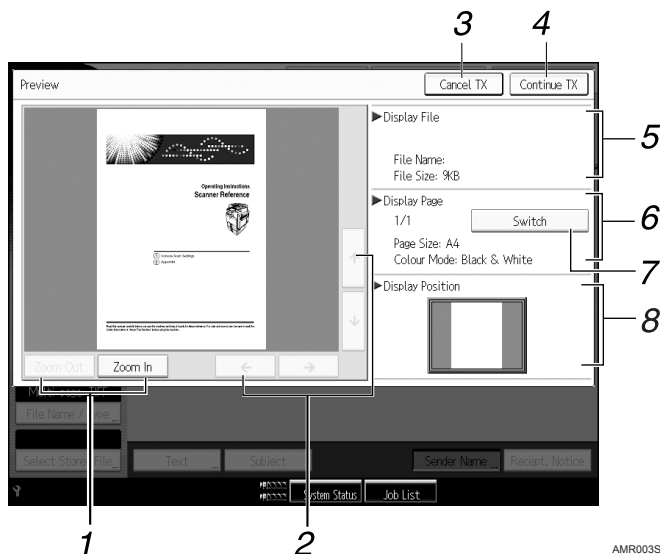 3
4
Preview
Cancel TX
Continue TX
Display File
5
File Name:
File Size: 9KB
Operating Instructions
Scanner Reference
Display Page
6
1/1
Switch
Page Size: A4
Colour Mode: Black & White
7
1
2 Appendix
Display Position
8
Zoom Out
Zoom In
File Name / Type
Select Stored File
Text
Subject
Sender Name
Recept. Notice
System Status
Job List
1
2
AMR003S